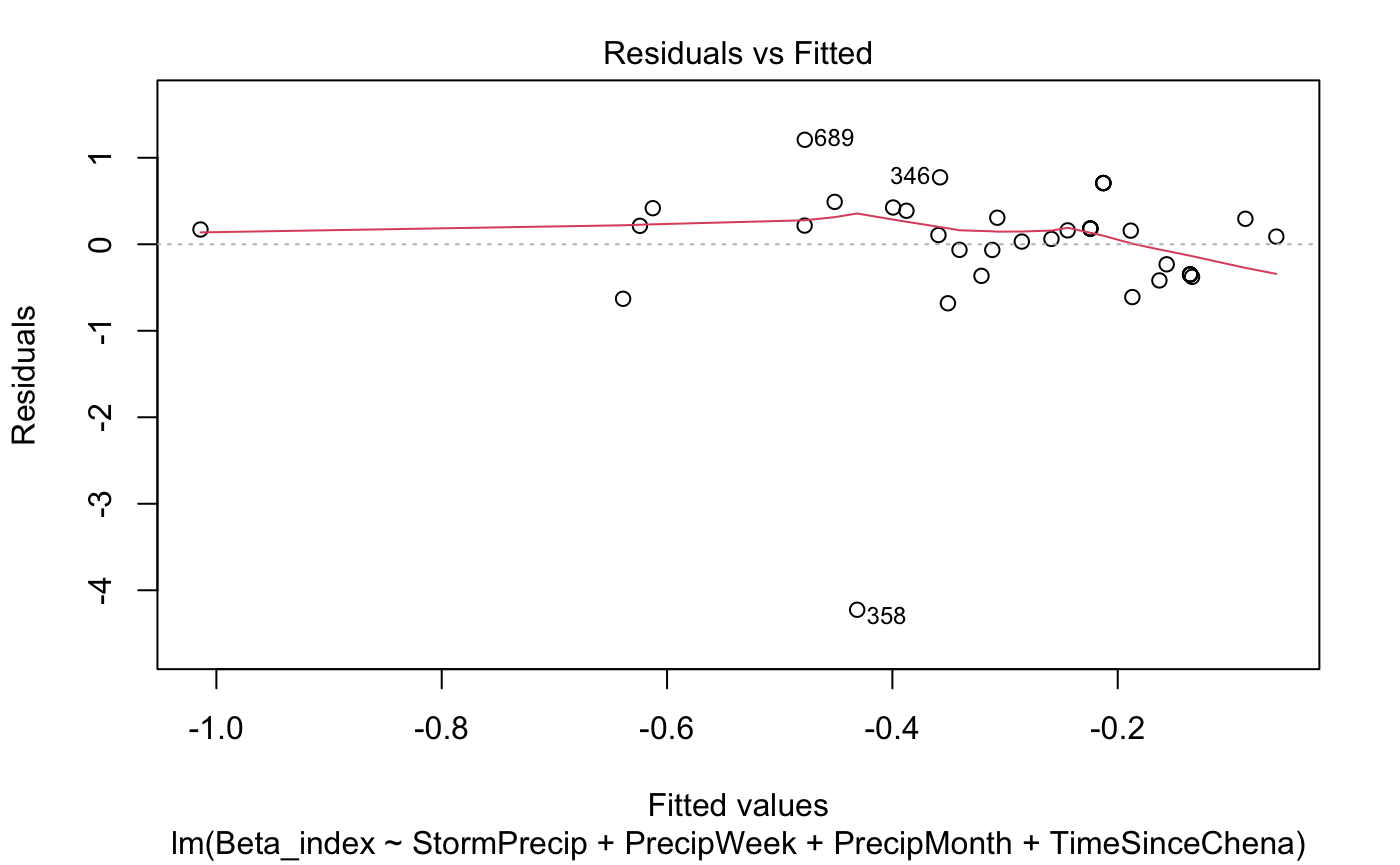 Residuals vs Fitted
Residuals
1
0
-1
-2
-3
-4
689
346
358
-1.0 -0.8 -0.6 -0.4 -0.2
Fitted values
lm(Beta_index ~ StormPrecip + PrecipWeek + PrecipMonth + TimeSinceChena)